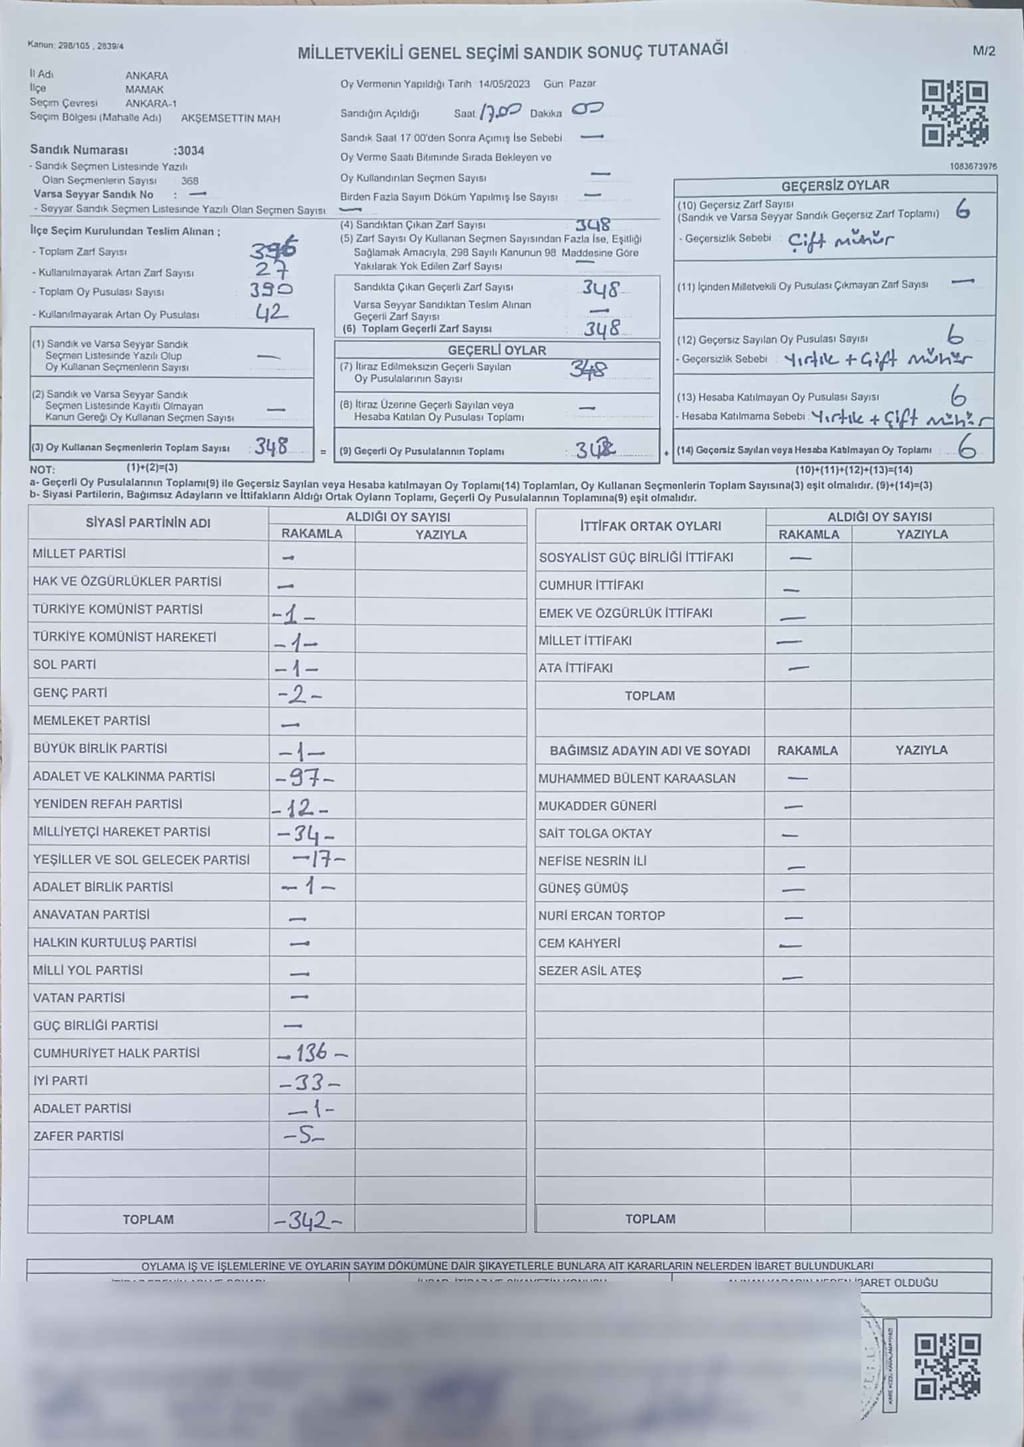 Kanun: 298/105 , 2839/4
MİLLETVEKİLİ GENEL SEÇİMİ SANDIK SONUÇ TUTANAĞI
M/2
İl Adı ANKARA
İlçe MAMAK
Seçim Çevresi ANKARA-1
Seçim Bölgesi (Mahalle Adı) AKŞEMSETTİN MAH
Sandık Numarası :3034
- Sandık Seçmen Listesinde Yazılı
Olan Seçmenlerin Sayısı 368
Varsa Seyyar Sandık No : —
- Seyyar Sandık Seçmen Listesinde Yazılı Olan Seçmen Sayısı —
İlçe Seçim Kurulundan Teslim Alınan ;
- Toplam Zarf Sayısı
- Kullanılmayarak Artan Zarf Sayısı 27
- Toplam Oy Pusulası Sayısı 390
- Kullanılmayarak Artan Oy Pusulası 42
Oy Vermenin Yapıldığı Tarih 14/05/2023 Gün Pazar
Sandığın Açıldığı Saat 17.00 Dakika 00
Sandık Saat 17 00'den Sonra Açımış İse Sebebi —
Oy Verme Saati Bitiminde Sırada Bekleyen ve
Oy Kullandırılan Seçmen Sayısı —
Birden Fazla Sayım Döküm Yapılmış İse Sayısı —
(4) Sandıktan Çıkan Zarf Sayısı 348
(5) Zarf Sayısı Oy Kullanan Seçmen Sayısından Fazla İse, Eşitliği
Sağlamak Amacıyla, 298 Sayılı Kanunun 98 Maddesine Göre
Yakılarak Yok Edilen Zarf Sayısı —
Sandıkta Çıkan Geçerli Zarf Sayısı 348
Varsa Seyyar Sandıktan Teslim Alınan
Geçerli Zarf Sayısı —
(6) Toplam Geçerli Zarf Sayısı 348
1083673976
GEÇERSİZ OYLAR
(10) Geçersiz Zarf Sayısı 6
(Sandık ve Varsa Seyyar Sandık Geçersiz Zarf Toplamı)
- Geçersizlik Sebebi Çift mühür
(11) İçinden Milletvekili Oy Pusulası Çıkmayan Zarf Sayısı —
(12) Geçersiz Sayılan Oy Pusulası Sayısı 6
- Geçersizlik Sebebi Yırtık + Çift mühür
(13) Hesaba Katılmayan Oy Pusulası Sayısı 6
- Hesaba Katılmama Sebebi Yırtık + Çift mühür
(1) Sandık ve Varsa Seyyar Sandık
Seçmen Listesinde Yazılı Olup
Oy Kullanan Seçmenlerin Sayısı —
(2) Sandık ve Varsa Seyyar Sandık
Seçmen Listesinde Kayıtlı Olmayan
Kanun Gereği Oy Kullanan Seçmen Sayısı —
GEÇERLİ OYLAR
(7) İtiraz Edilmeksizin Geçerli Sayılan 348
Oy Pusulalarının Sayısı
(8) İtiraz Üzerine Geçerli Sayılan veya
Hesaba Katılan Oy Pusulası Toplamı —
(3) Oy Kullanan Seçmenlerin Toplam Sayısı 348 = (9) Geçerli Oy Pusulalarının Toplamı + (14) Geçersiz Sayılan veya Hesaba Katılmayan Oy Toplamı 6
NOT: (1)+(2)=(3) (10)+(11)+(12)+(13)=(14)
a- Geçerli Oy Pusulalarının Toplamı(9) ile Geçersiz Sayılan veya Hesaba katılmayan Oy Toplamı(14) Toplamları, Oy Kullanan Seçmenlerin Toplam Sayısına(3) eşit olmalıdır. (9)+(14)=(3)
b- Siyasi Partilerin, Bağımsız Adayların ve İttifakların Aldığı Ortak Oyların Toplamı, Geçerli Oy Pusulalarının Toplamına(9) eşit olmalıdır.
SİYASİ PARTİNİN ADI ALDIĞI OY SAYISI
RAKAMLA YAZIYLA
MİLLET PARTİSİ —
HAK VE ÖZGÜRLÜKLER PARTİSİ —
TÜRKİYE KOMÜNİST PARTİSİ -1-
TÜRKİYE KOMÜNİST HAREKETİ -1-
SOL PARTİ -1-
GENÇ PARTİ -2-
MEMLEKET PARTİSİ —
BÜYÜK BİRLİK PARTİSİ -1-
ADALET VE KALKINMA PARTİSİ -97-
YENİDEN REFAH PARTİSİ -12-
MİLLİYETÇİ HAREKET PARTİSİ -34-
YEŞİLLER VE SOL GELECEK PARTİSİ -17-
ADALET BİRLİK PARTİSİ -1-
ANAVATAN PARTİSİ —
HALKIN KURTULUŞ PARTİSİ —
MİLLİ YOL PARTİSİ —
VATAN PARTİSİ —
GÜÇ BİRLİĞİ PARTİSİ —
CUMHURİYET HALK PARTİSİ -136-
İYİ PARTİ -33-
ADALET PARTİSİ -1-
ZAFER PARTİSİ -5-
TOPLAM -342-
İTTİFAK ORTAK OYLARI ALDIĞI OY SAYISI
RAKAMLA YAZIYLA
SOSYALİST GÜÇ BİRLİĞİ İTTİFAKI —
CUMHUR İTTİFAKI —
EMEK VE ÖZGÜRLÜK İTTİFAKI —
MİLLET İTTİFAKI —
ATA İTTİFAKI —
TOPLAM
BAĞIMSIZ ADAYIN ADI VE SOYADI RAKAMLA YAZIYLA
MUHAMMED BÜLENT KARAASLAN —
MUKADDER GÜNERİ —
SAİT TOLGA OKTAY —
NEFİSE NESRİN İLİ —
GÜNEŞ GÜMÜŞ —
NURİ ERCAN TORTOP —
CEM KAHYERİ —
SEZER ASİL ATEŞ —
TOPLAM
OYLAMA İŞ VE İŞLEMLERİNE VE OYLARIN SAYIM DÖKÜMÜNE DAİR ŞİKAYETLERLE BUNLARA AİT KARARLARIN NELERDEN İBARET BULUNDUKLARI
OLDUĞU